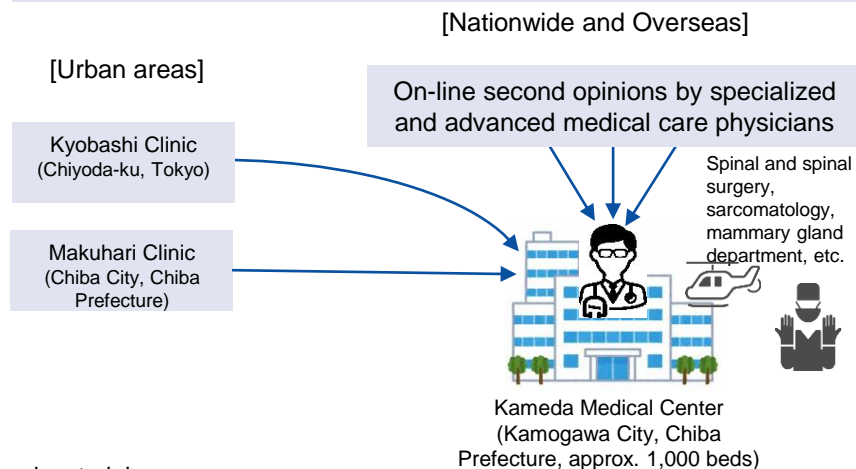 [Nationwide and Overseas]
[Urban areas]
On-line second opinions by specialized
and advanced medical care physicians
Kyobashi Clinic
(Chiyoda-ku, Tokyo)
Spinal and spinal
surgery,
sarcomatology,
mammary gland
department, etc.
Makuhari Clinic
(Chiba City, Chiba
Prefecture)
Kameda Medical Center
(Kamogawa City, Chiba
Prefecture, approx. 1,000 beds)